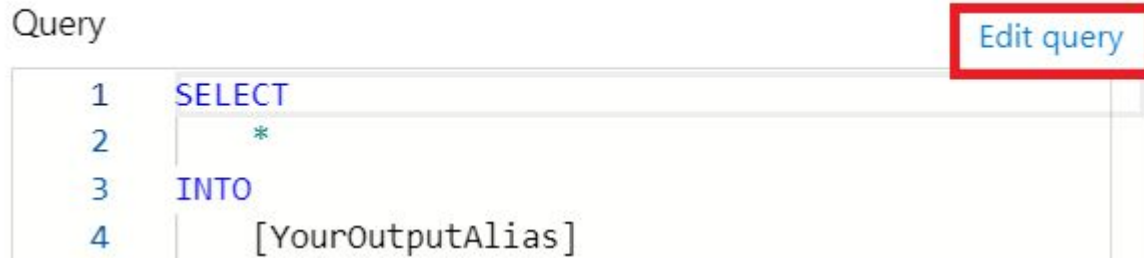 Query
Edit query
1 SELECT
2 *
3 INTO
4 [YourOutputAlias]